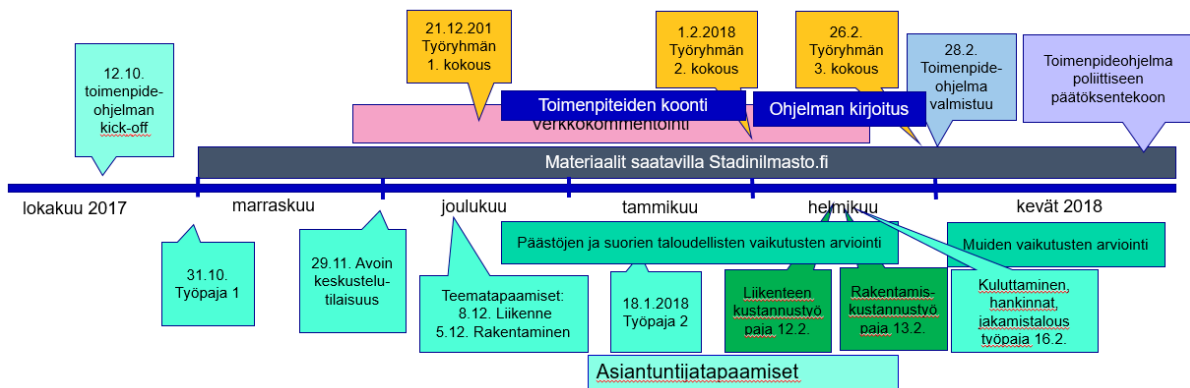 21.12.201
Työryhmän
1. kokous
1.2.2018
Työryhmän
2. kokous
26.2.
Työryhmän
3. kokous
12.10.
toimenpide-
ohjelman
kick-off
28.2.
Toimenpide-
ohjelma
valmistuu
Toimenpideohjelma
poliittiseen
päätöksentekoon
Toimenpiteiden koonti
Ohjelman kirjoitus
Verkkokommentointi
Materiaalit saatavilla Stadinilmasto.fi
lokakuu 2017
marraskuu
joulukuu
tammikuu
helmikuu
kevät 2018
Päästöjen ja suorien taloudellisten vaikutusten arviointi
Muiden vaikutusten arviointi
31.10.
Työpaja 1
29.11. Avoin
keskustelu-
tilaisuus
Teematapaamiset:
8.12. Liikenne
5.12. Rakentaminen
18.1.2018
Työpaja 2
Liikenteen
kustannustyö
paja 12.2.
Rakentamis-
kustannustyö
paja 13.2.
Kuluttaminen,
hankinnat,
jakamistalous
työpaja 16.2.
Asiantuntijatapaamiset